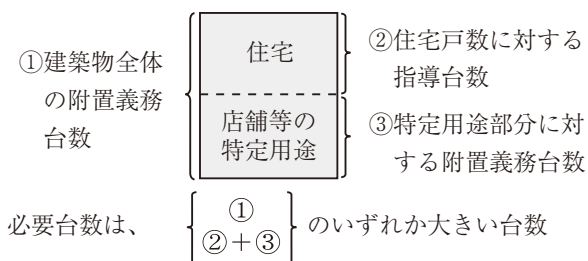 ①建築物全体
の附置義務
台数
住宅
店舗等の
特定用途
②住宅戸数に対する
指導台数
③特定用途部分に対
する附置義務台数
必要台数は、
①
②+③
のいずれか大きい台数